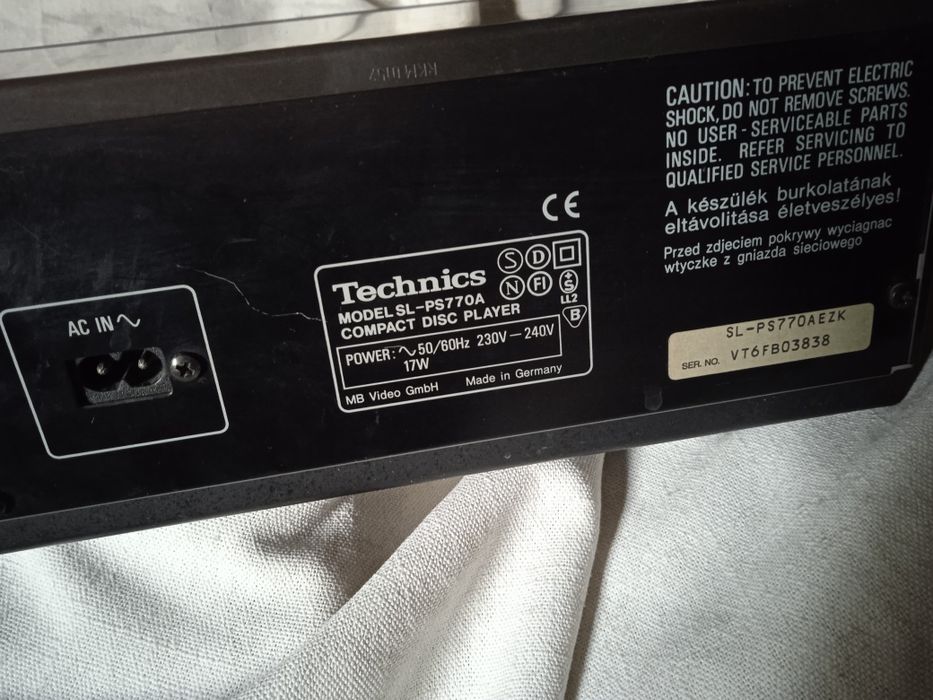 CAUTION: TO PREVENT ELECTRIC
SHOCK, DO NOT REMOVE SCREWS.
NO USER - SERVICEABLE PARTS
INSIDE. REFER SERVICING TO
QUALIFIED SERVICE PERSONNEL.
A készülék burkolatának
eltávolitása életveszélyes!
Przed zdjeciem pokrywy wyciagnac
wtyczke z gniazda sieciowego
CE
Technics
S D
N FI S
LL2
B
MODEL SL-PS770A
COMPACT DISC PLAYER
POWER: ∿ 50/60Hz 230V - 240V
17W
MB Video GmbH Made in Germany
AC IN ∿
SL-PS770AEZK
SER. NO. VT6FB03838